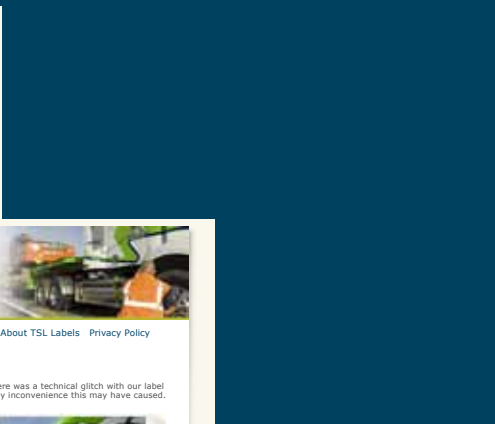 About TSL Labels Privacy Policy
ere was a technical glitch with our label
y inconvenience this may have caused.